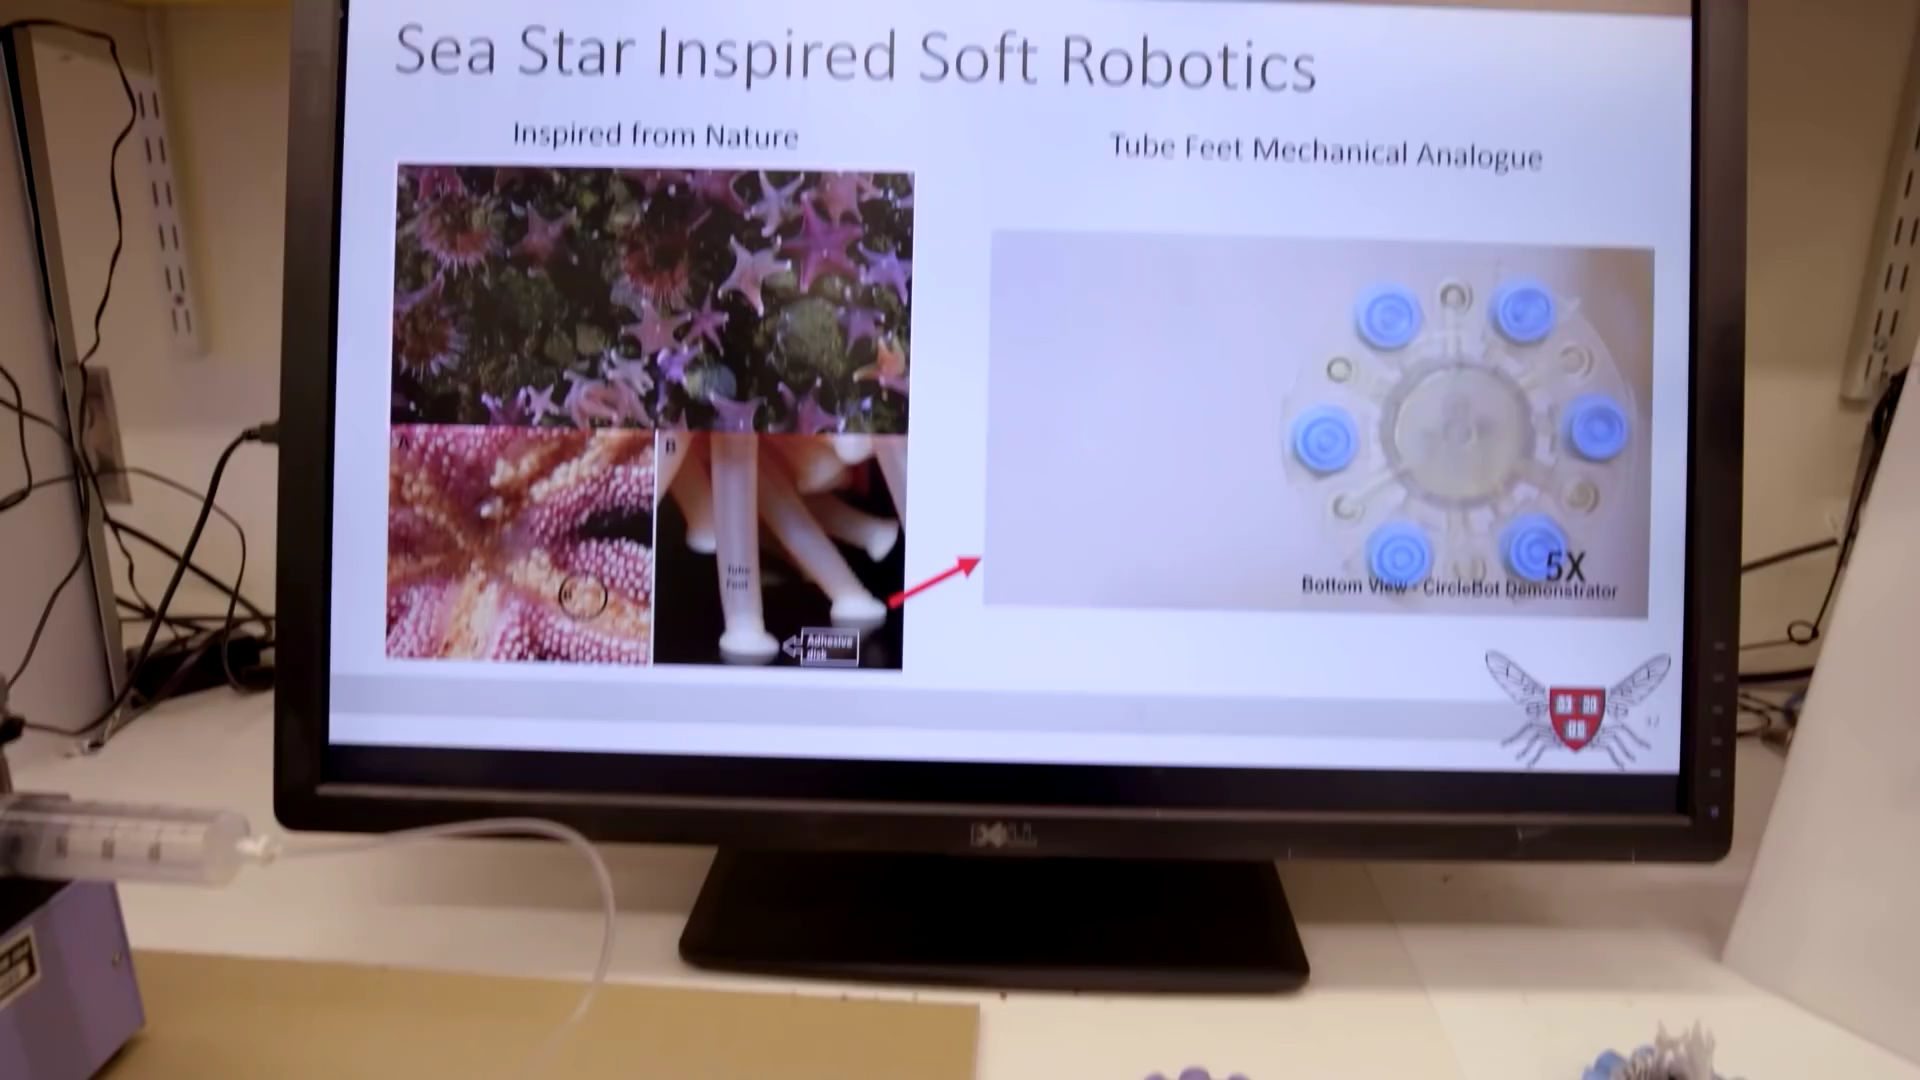 Sea Star Inspired Soft Robotics
Inspired from Nature
Tube Feet Mechanical Analogue
A
B
B
Tube
Foot
Adhesive
disk
5X
Bottom View - CircleBot Demonstrator
DELL